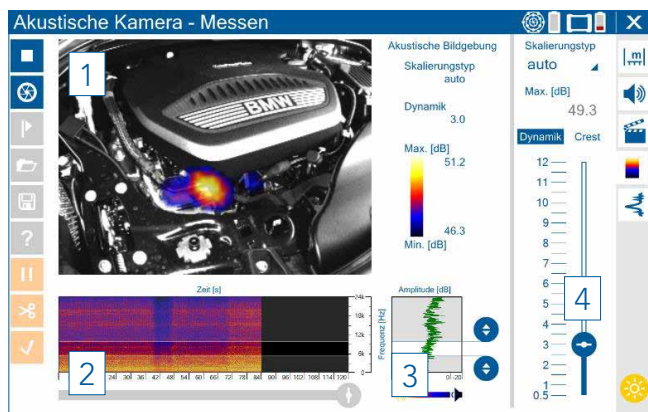 Akustische Kamera - Messen
X
1
BMW
Akustische Bildgebung
Skalierungstyp
auto
Dynamik
3.0
Max. [dB]
51.2
46.3
Min. [dB]
Skalierungstyp
auto
Max. [dB]
49.3
Dynamik Crest
12
11
10
9
8
7
6
5
4
3
2
1
0.5
4
m
?
Zeit [s]
24k
18k
12k
6k
0
Frequenz [Hz]
24 30 36 42 48 54 60 66 72 78 84 90 96 102 108 114 120
2
Amplitude [dB]
0 -20
3